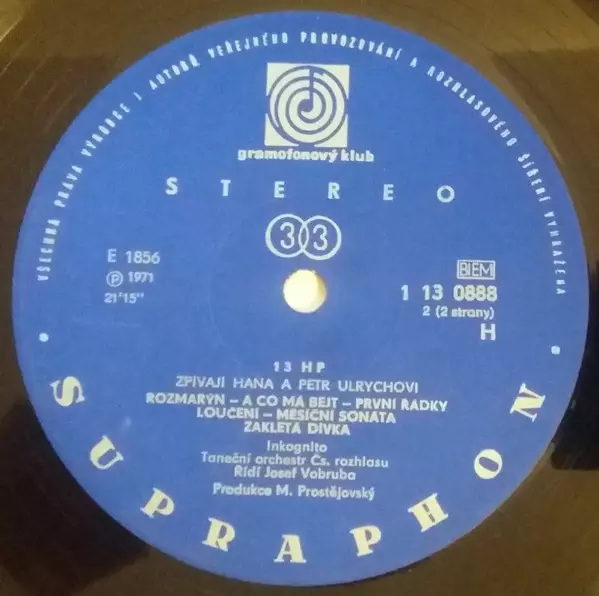 VŠECHNA PRÁVA VÝROBCE I AUTORŮ VEŘEJNÉHO PROVOZOVÁNÍ A ROZHLASOVÉHO ŠÍŘENÍ VYHRAŽENA
gramofonový klub
STEREO
33
E 1856
Ⓟ 1971
21'15"
BIEM
1 13 0888
2 (2 strany)
H
13 HP
ZPÍVAJÍ HANA A PETR ULRYCHOVI
ROZMARÝN – A CO MÁ BEJT – PRVNÍ ŘÁDKY
LOUČENÍ – MĚSÍČNÍ SONÁTA
ZAKLETÁ DÍVKA
Inkognito
Taneční orchestr Čs. rozhlasu
Řídí Josef Vobruba
Produkce M. Prostějovský
SUPRAPHON